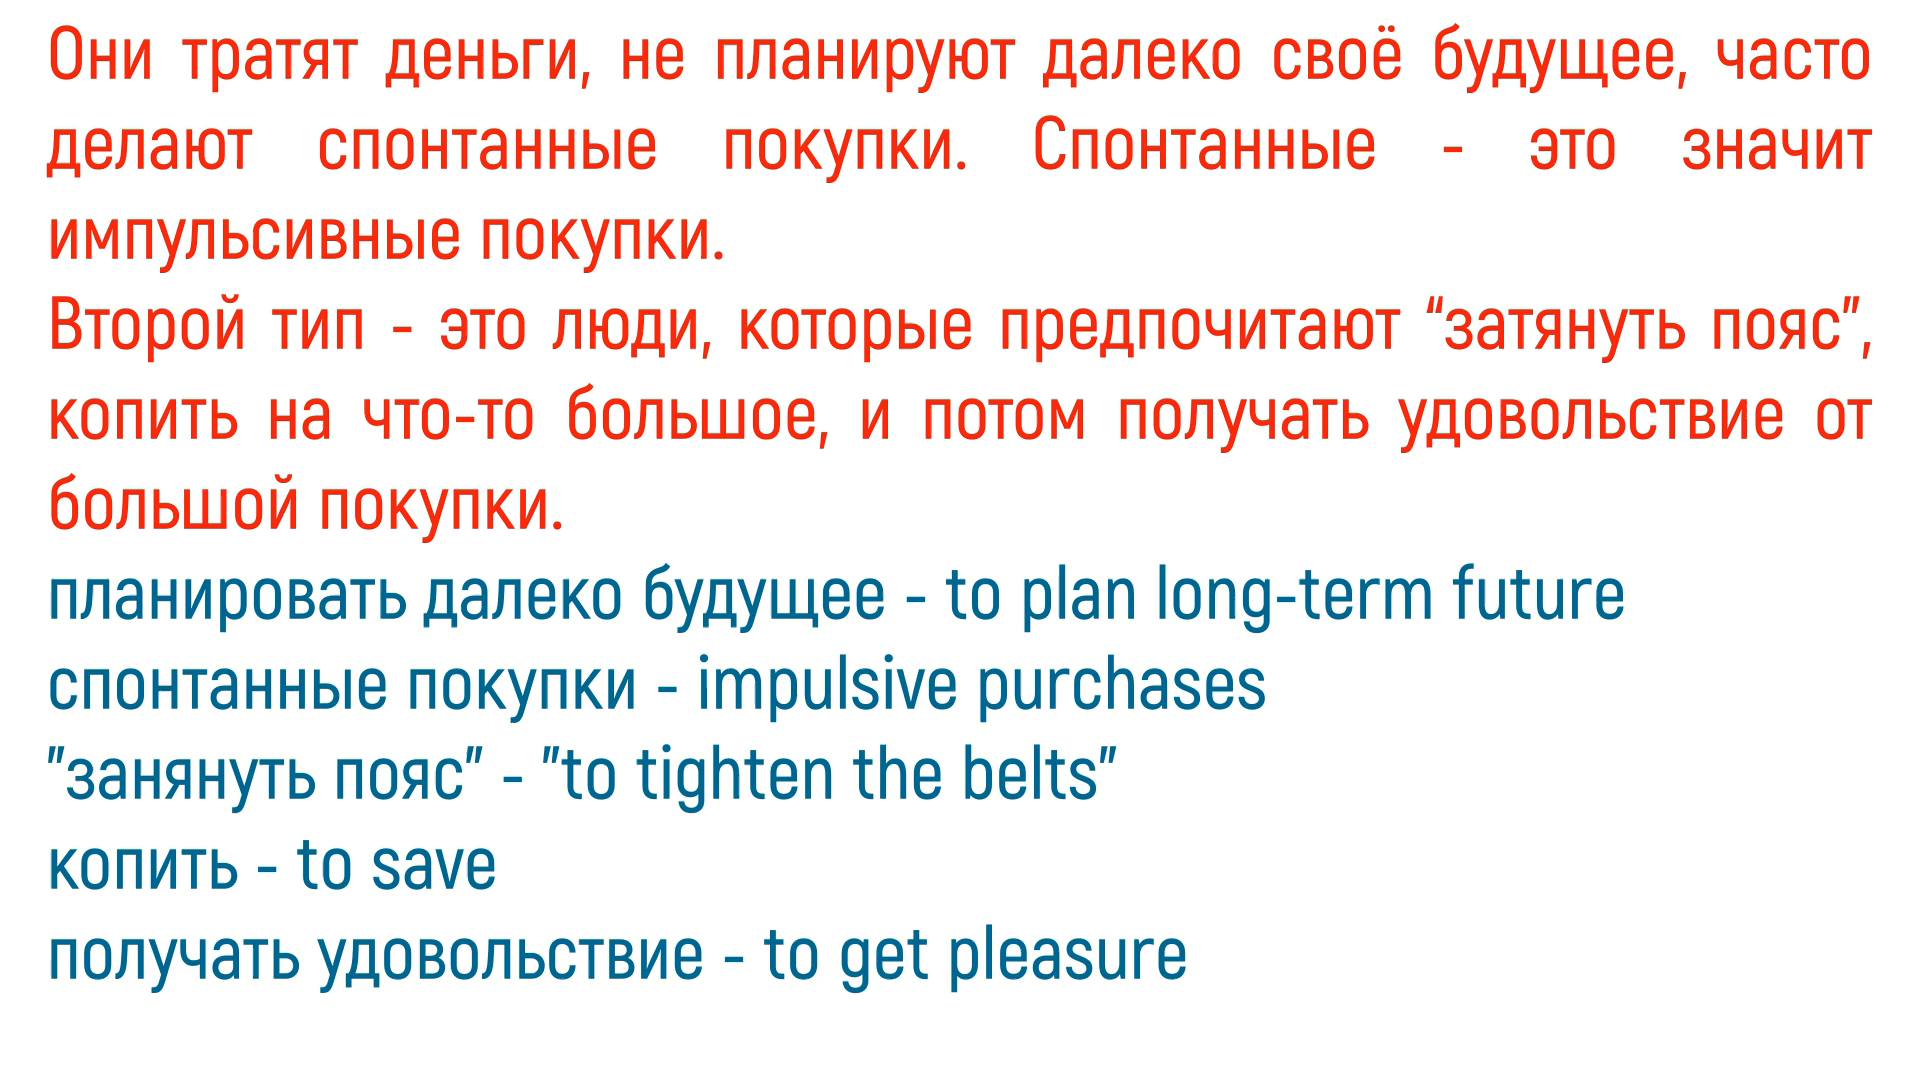 Они тратят деньги, не планируют далеко своё будущее, часто
делают спонтанные покупки. Спонтанные - это значит
импульсивные покупки.
Второй тип - это люди, которые предпочитают “затянуть пояс”,
копить на что-то большое, и потом получать удовольствие от
большой покупки.
планировать далеко будущее - to plan long-term future
спонтанные покупки - impulsive purchases
”занянуть пояс” - ”to tighten the belts”
копить - to save
получать удовольствие - to get pleasure